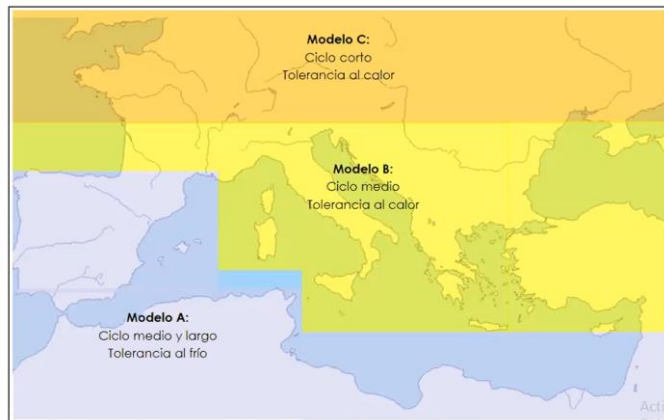 Modelo C:
Ciclo corto
Tolerancia al calor
Modelo B:
Ciclo medio
Tolerancia al calor
Modelo A:
Ciclo medio y largo
Tolerancia al frío
Acti